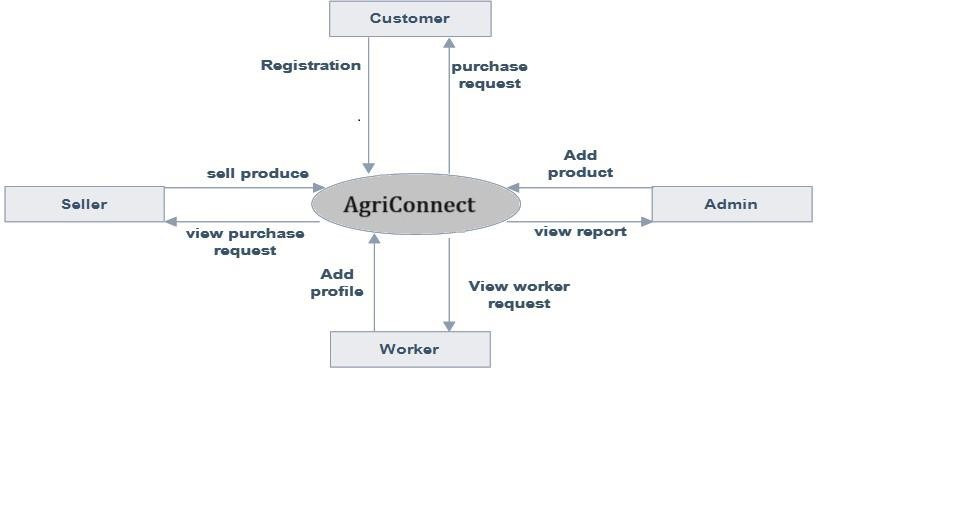 Customer
Registration
purchase
request
.
Add
product
sell produce
Seller
AgriConnect
Admin
view purchase
request
view report
Add
profile
View worker
request
Worker